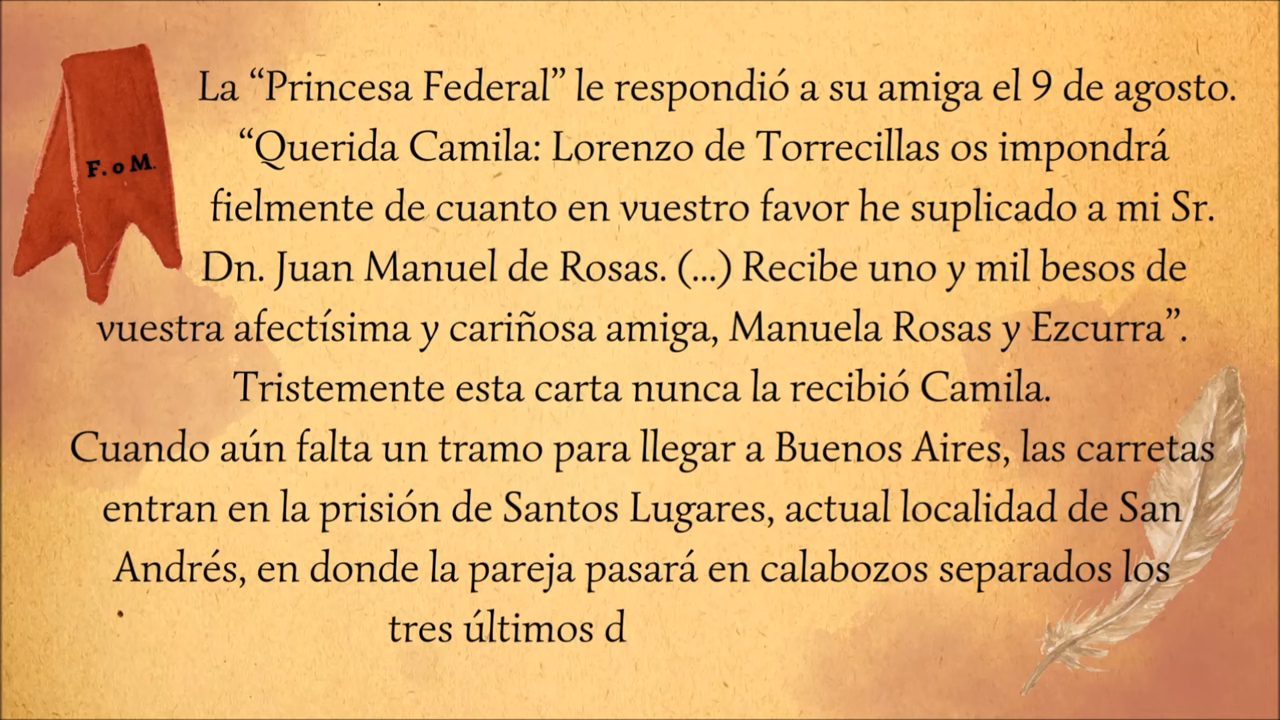 La “Princesa Federal” le respondió a su amiga el 9 de agosto.
“Querida Camila: Lorenzo de Torrecillas os impondrá
fielmente de cuanto en vuestro favor he suplicado a mi Sr.
Dn. Juan Manuel de Rosas. (...) Recibe uno y mil besos de
vuestra afectísima y cariñosa amiga, Manuela Rosas y Ezcurra”.
Tristemente esta carta nunca la recibió Camila.
Cuando aún falta un tramo para llegar a Buenos Aires, las carretas
entran en la prisión de Santos Lugares, actual localidad de San
Andrés, en donde la pareja pasará en calabozos separados los
tres últimos d
F. o M.